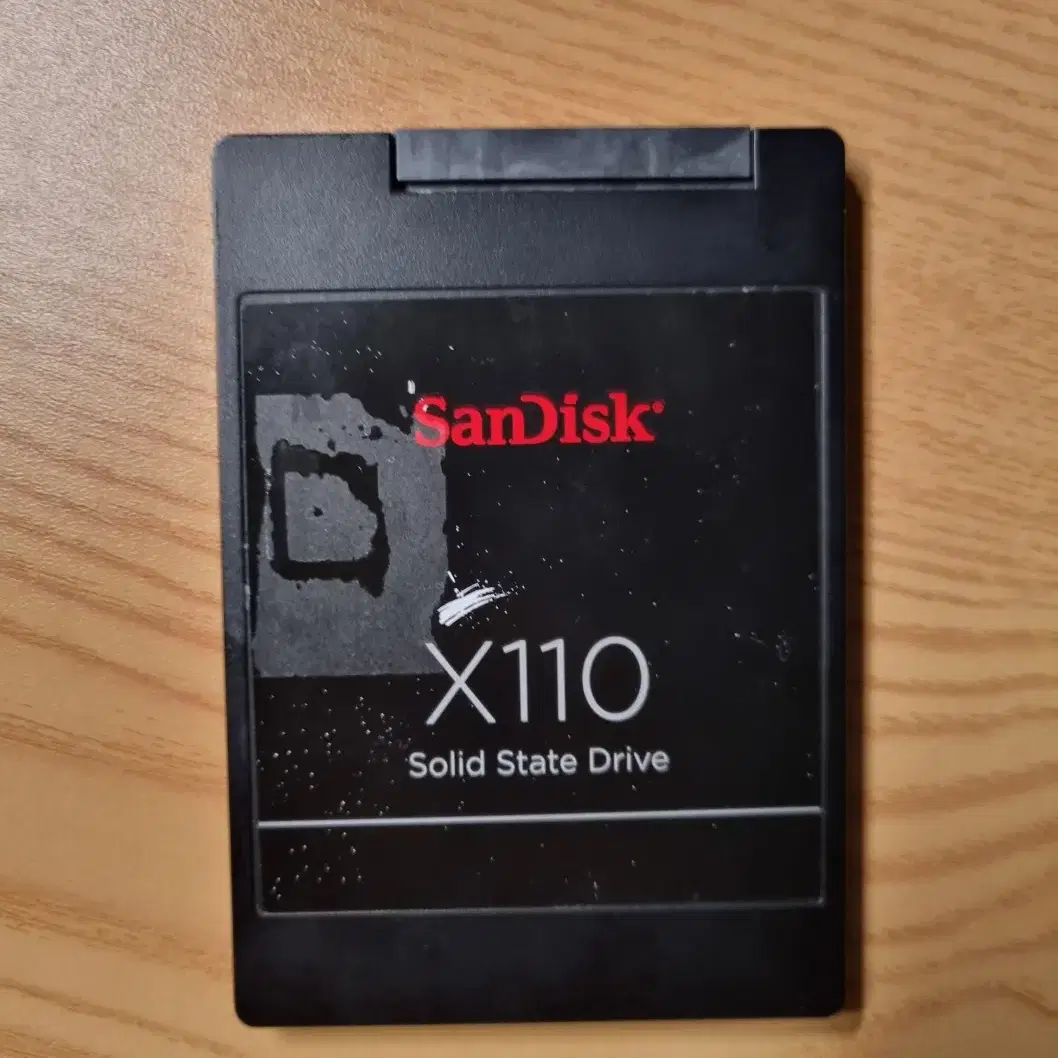 SanDisk
X110
Solid State Drive